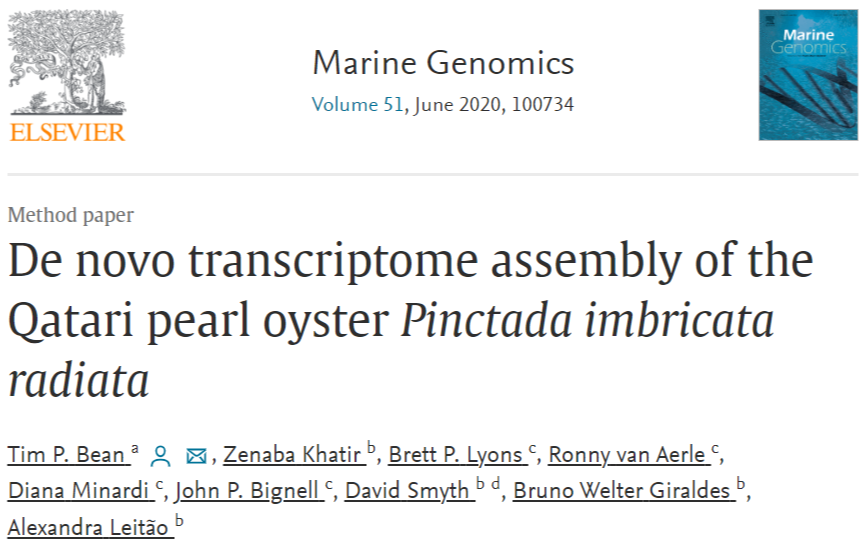 ELSEVIER
Marine Genomics
Volume 51, June 2020, 100734
Marine
Genomics
Method paper
De novo transcriptome assembly of the
Qatari pearl oyster Pinctada imbricata
radiata
Tim P. Bean a , Zenaba Khatir b, Brett P. Lyons c, Ronny van Aerle c,
Diana Minardi c, John P. Bignell c, David Smyth b d, Bruno Welter Giraldes b,
Alexandra Leitão b